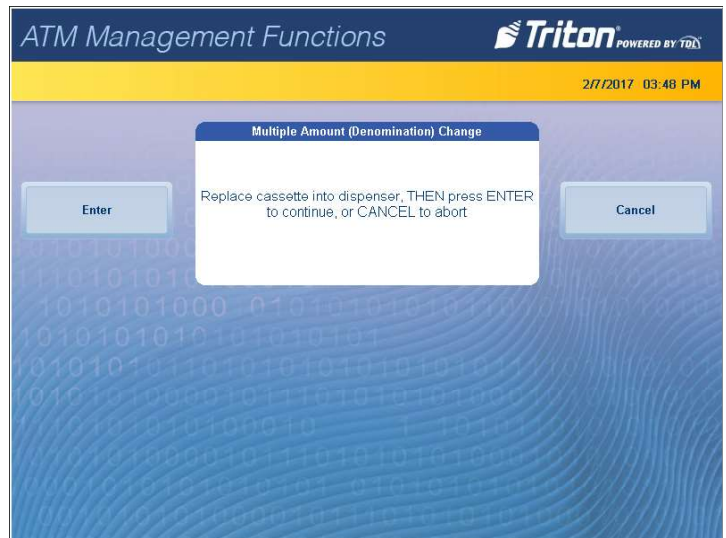 ATM Management Functions
Triton POWERED BY TDL
2/7/2017 03:48 PM
Multiple Amount (Denomination) Change
Replace cassette into dispenser, THEN press ENTER
to continue, or CANCEL to abort
Enter
Cancel